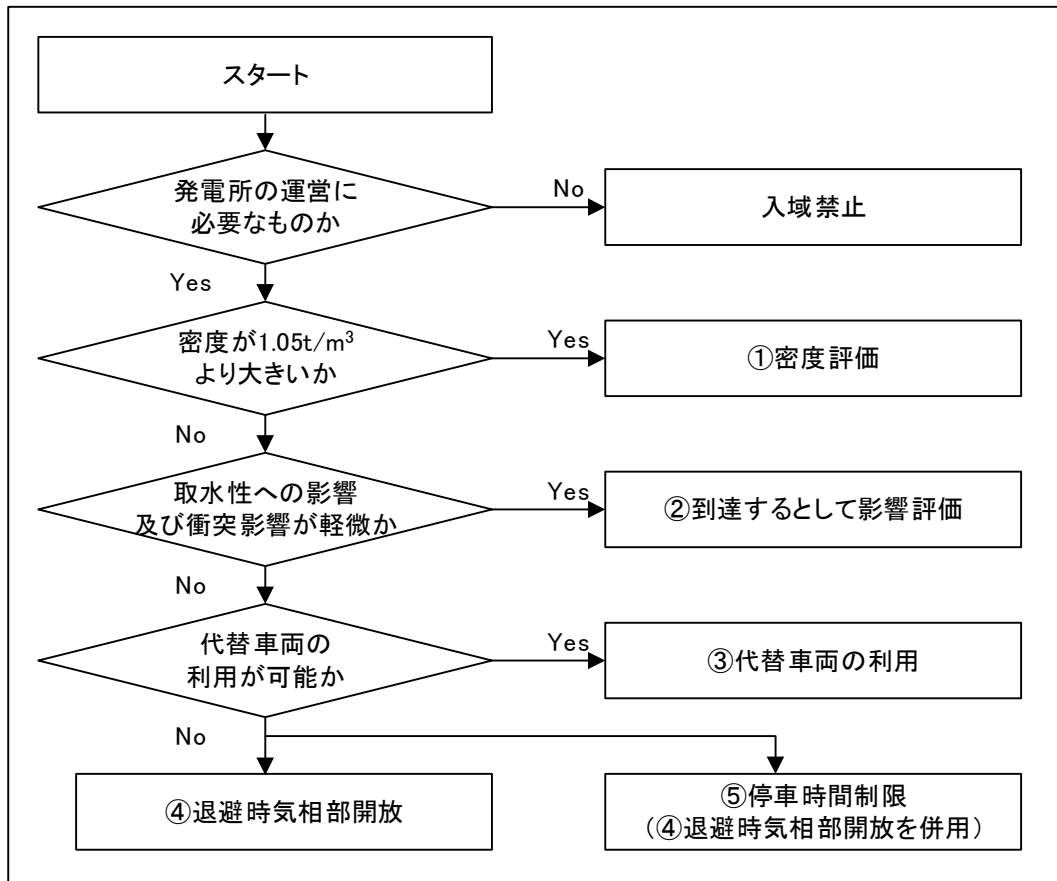 スタート
発電所の運営に
必要なものか
No
入域禁止
Yes
密度が1.05t/m³
より大きいか
Yes
①密度評価
No
取水性への影響
及び衝突影響が軽微か
Yes
②到達するとして影響評価
No
代替車両の
利用が可能か
Yes
③代替車両の利用
No
④退避時気相部開放
⑤停車時間制限
（④退避時気相部開放を併用）